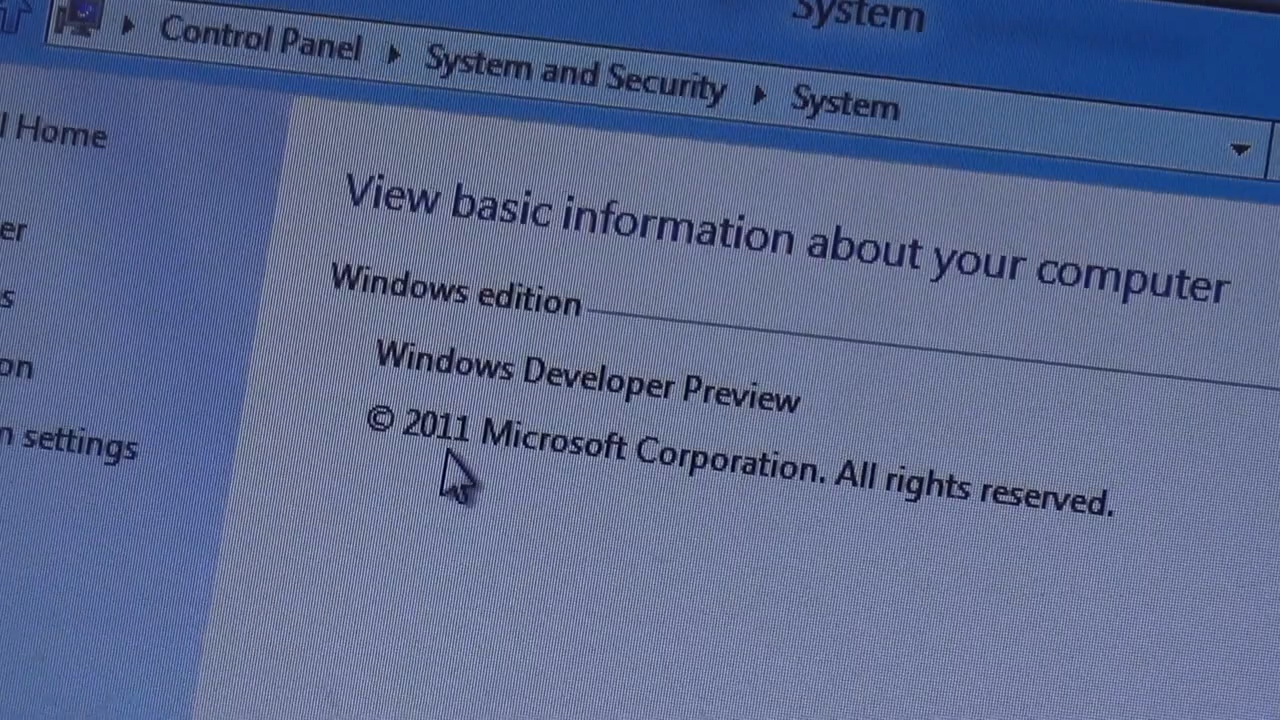 System
Control Panel ▸ System and Security ▸ System
l Home
View basic information about your computer
er
Windows edition
s
Windows Developer Preview
on
© 2011 Microsoft Corporation. All rights reserved.
n settings